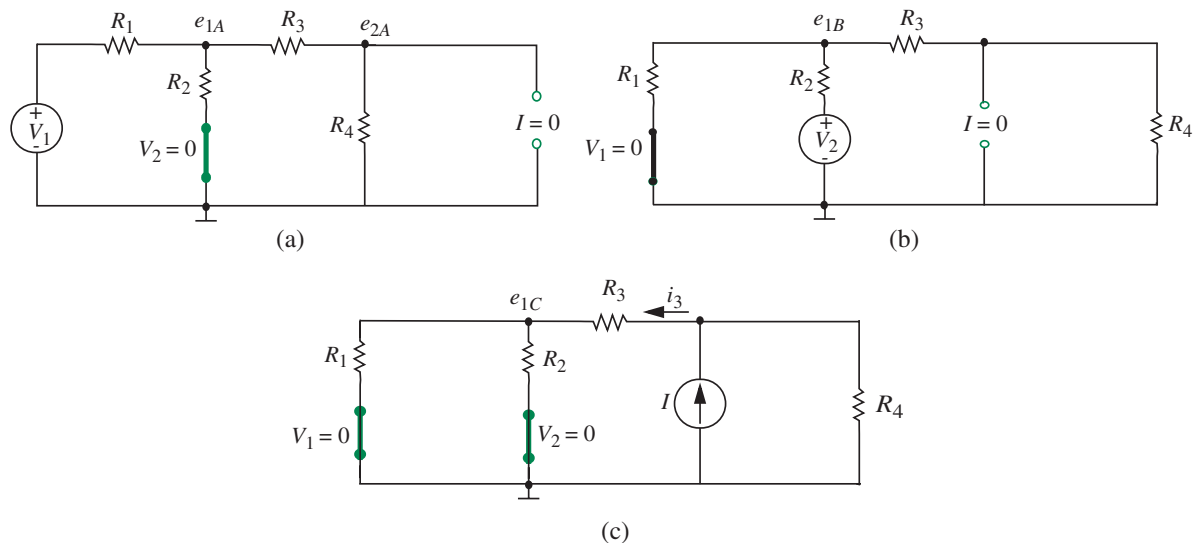 R1
e1A
R3
e2A
R2
+
V1
-
V2 = 0
R4
I = 0
(a)
e1B
R3
R1
R2
+
V2
-
V1 = 0
I = 0
R4
(b)
e1C
R3
i3
R1
R2
I
R4
V1 = 0
V2 = 0
(c)